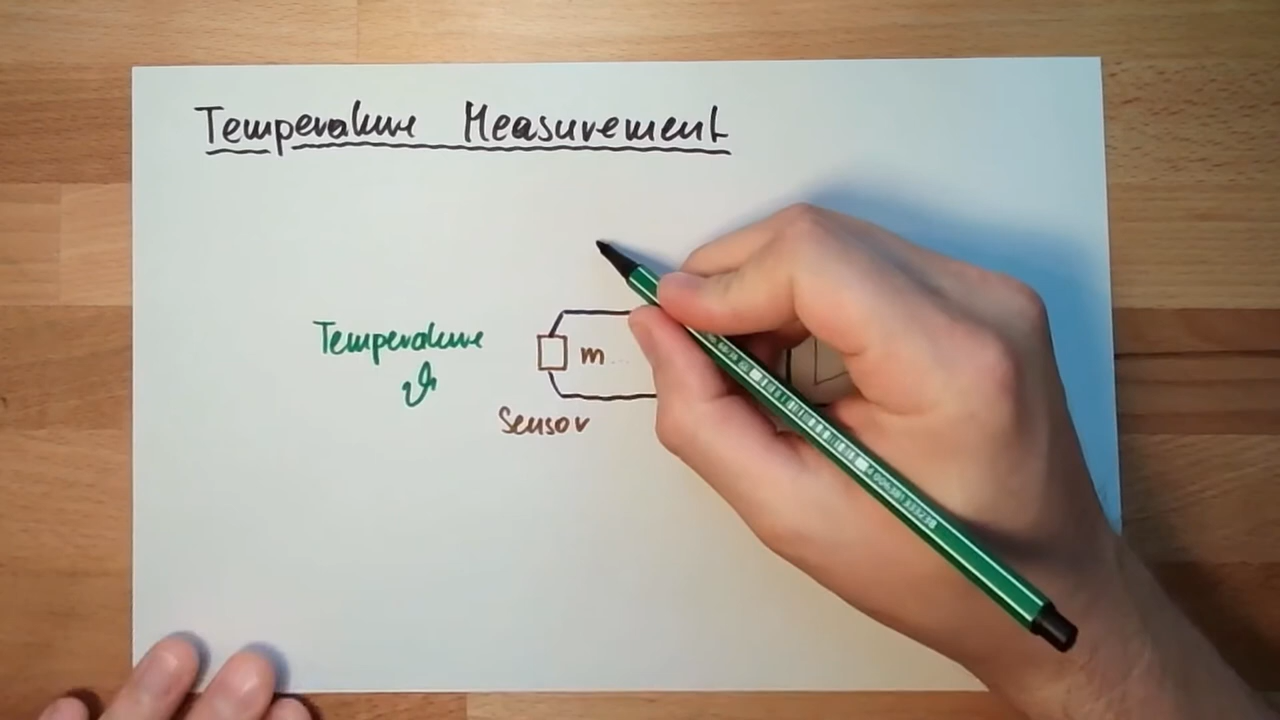 Temperature Measurement
Temperature
ϑ
m
Sensor